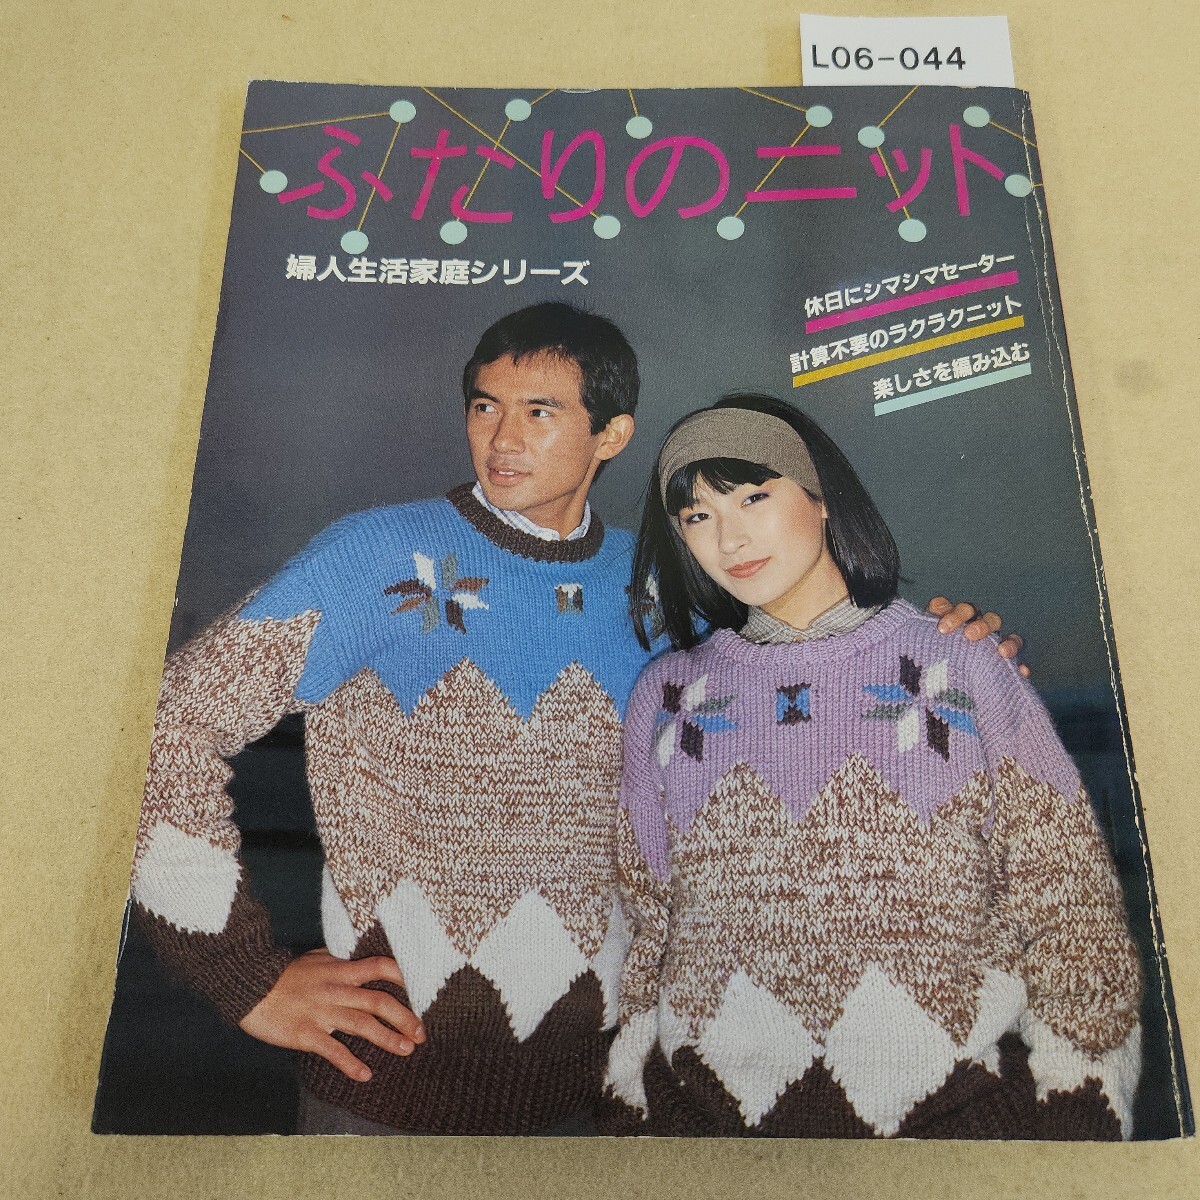 L06-044
ふたりのニット
婦人生活家庭シリーズ
休日にシマシマセーター
計算不要のラクラクニット
楽しさを編み込む